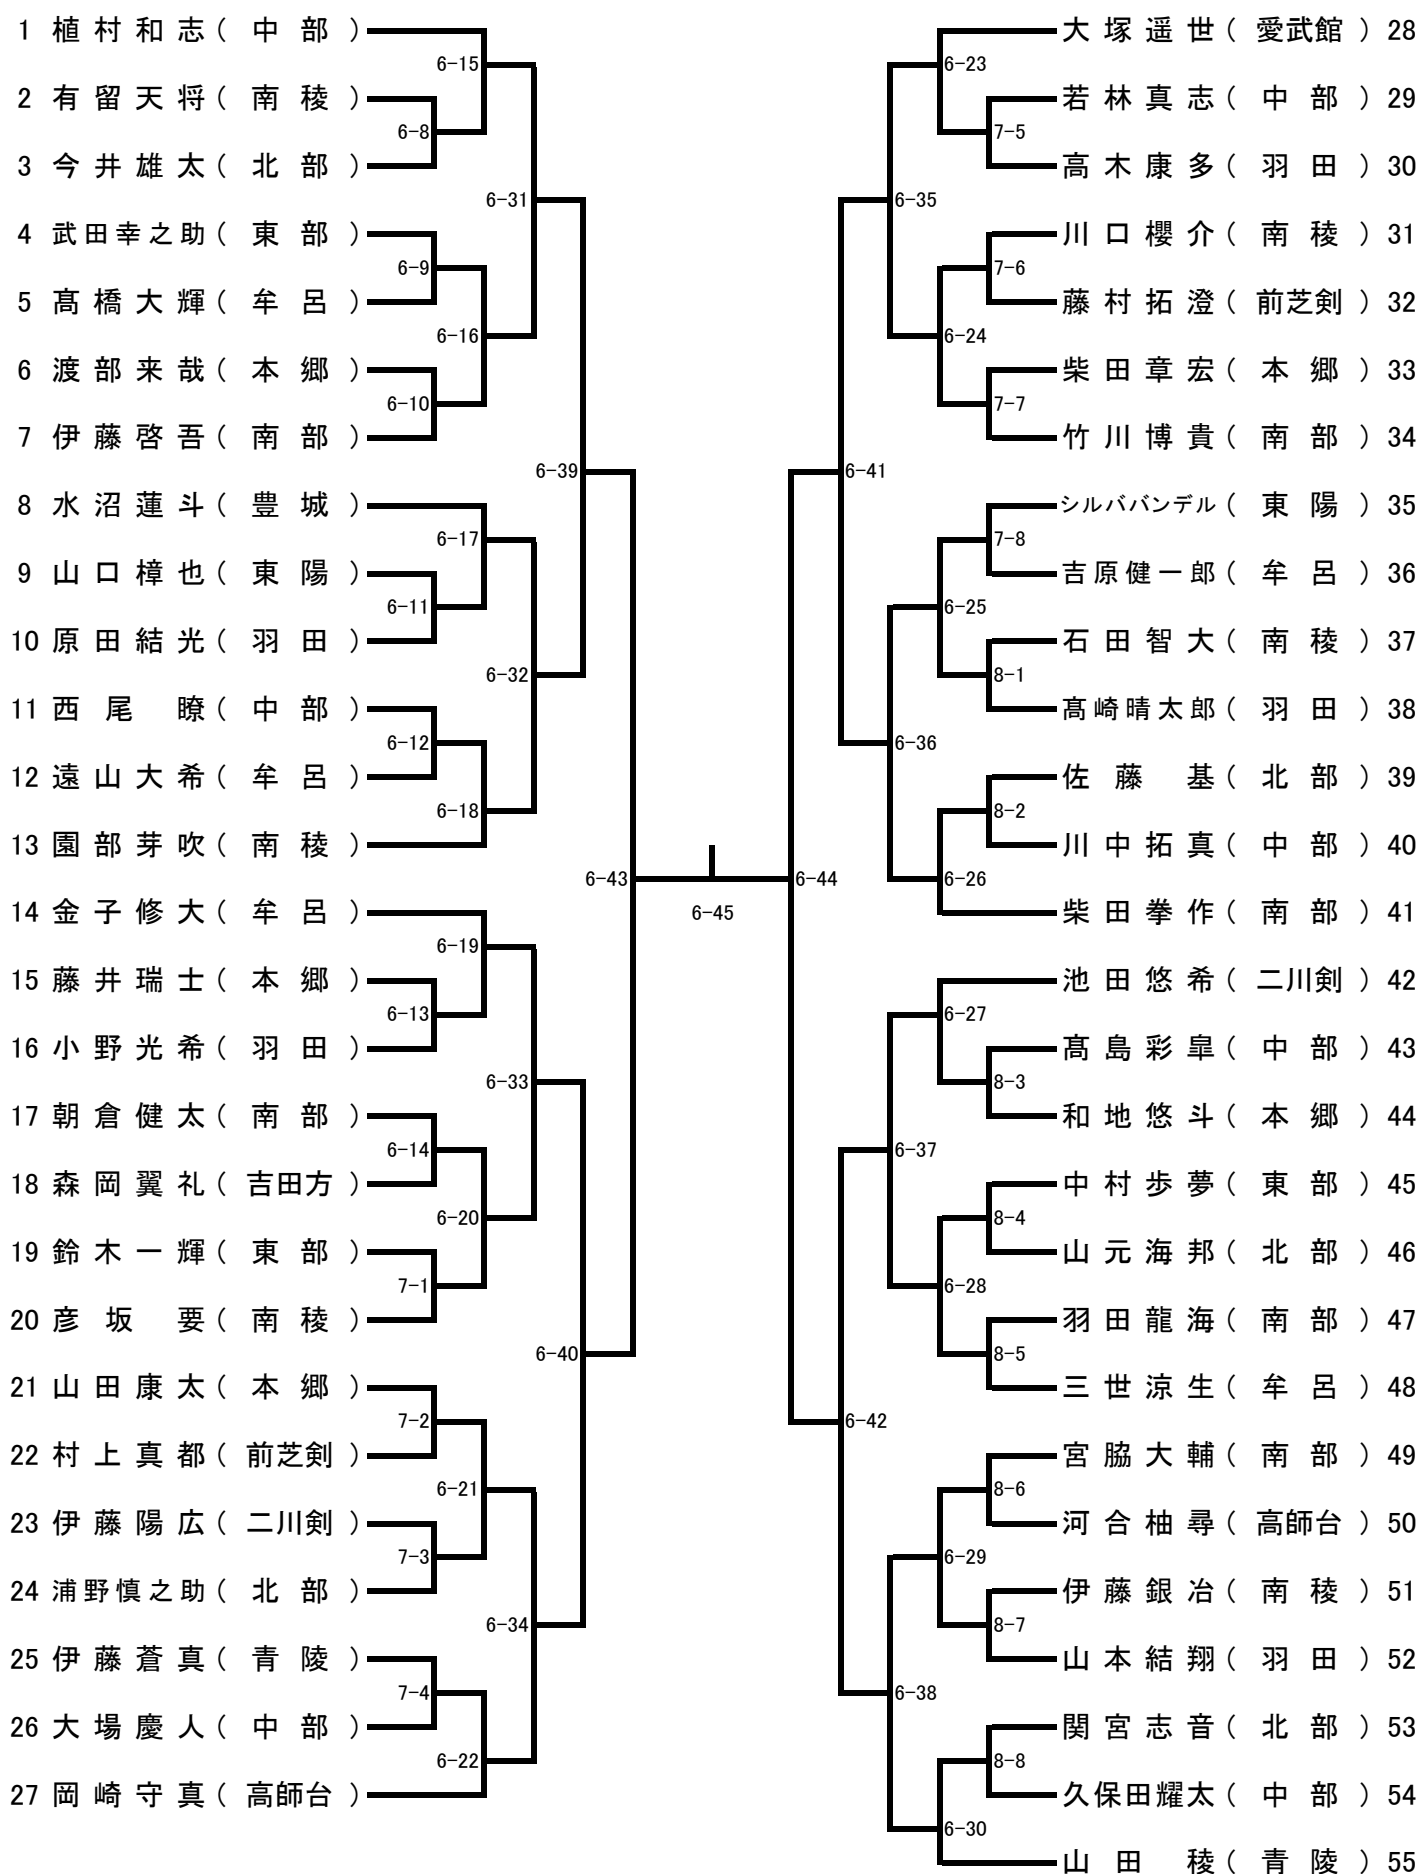 1 植村和志(中部)
6-15
2 有留天将(南稜)
6-8
3 今井雄太(北部)
6-31
4 武田幸之助(東部)
6-9
5 髙橋大輝(牟呂)
6-16
6 渡部来哉(本郷)
6-10
7 伊藤啓吾(南部)
6-39
8 水沼蓮斗(豊城)
6-17
9 山口樟也(東陽)
6-11
10 原田結光(羽田)
6-32
11 西尾 瞭(中部)
6-12
12 遠山大希(牟呂)
6-18
13 園部芽吹(南稜)
6-43
14 金子修大(牟呂)
6-19
15 藤井瑞士(本郷)
6-13
16 小野光希(羽田)
6-33
17 朝倉健太(南部)
6-14
18 森岡翼礼(吉田方)
6-20
19 鈴木一輝(東部)
7-1
20 彦坂 要(南稜)
6-40
21 山田康太(本郷)
7-2
22 村上真都(前芝剣)
6-21
23 伊藤陽広(二川剣)
7-3
24 浦野慎之助(北部)
6-34
25 伊藤蒼真(青陵)
7-4
26 大場慶人(中部)
6-22
27 岡崎守真(高師台)
6-45
大塚遥世(愛武館)28
6-23
若林真志(中部)29
7-5
高木康多(羽田)30
6-35
川口櫻介(南稜)31
7-6
藤村拓澄(前芝剣)32
6-24
柴田章宏(本郷)33
7-7
竹川博貴(南部)34
6-41
シルババンデル(東陽)35
7-8
吉原健一郎(牟呂)36
6-25
石田智大(南稜)37
8-1
髙崎晴太郎(羽田)38
6-36
佐藤 基(北部)39
8-2
川中拓真(中部)40
6-26
6-44
柴田拳作(南部)41
池田悠希(二川剣)42
6-27
髙島彩皐(中部)43
8-3
和地悠斗(本郷)44
6-37
中村歩夢(東部)45
8-4
山元海邦(北部)46
6-28
羽田龍海(南部)47
8-5
三世涼生(牟呂)48
6-42
宮脇大輔(南部)49
8-6
河合柚尋(高師台)50
6-29
伊藤銀冶(南稜)51
8-7
山本結翔(羽田)52
6-38
関宮志音(北部)53
8-8
久保田耀太(中部)54
6-30
山田 稜(青陵)55